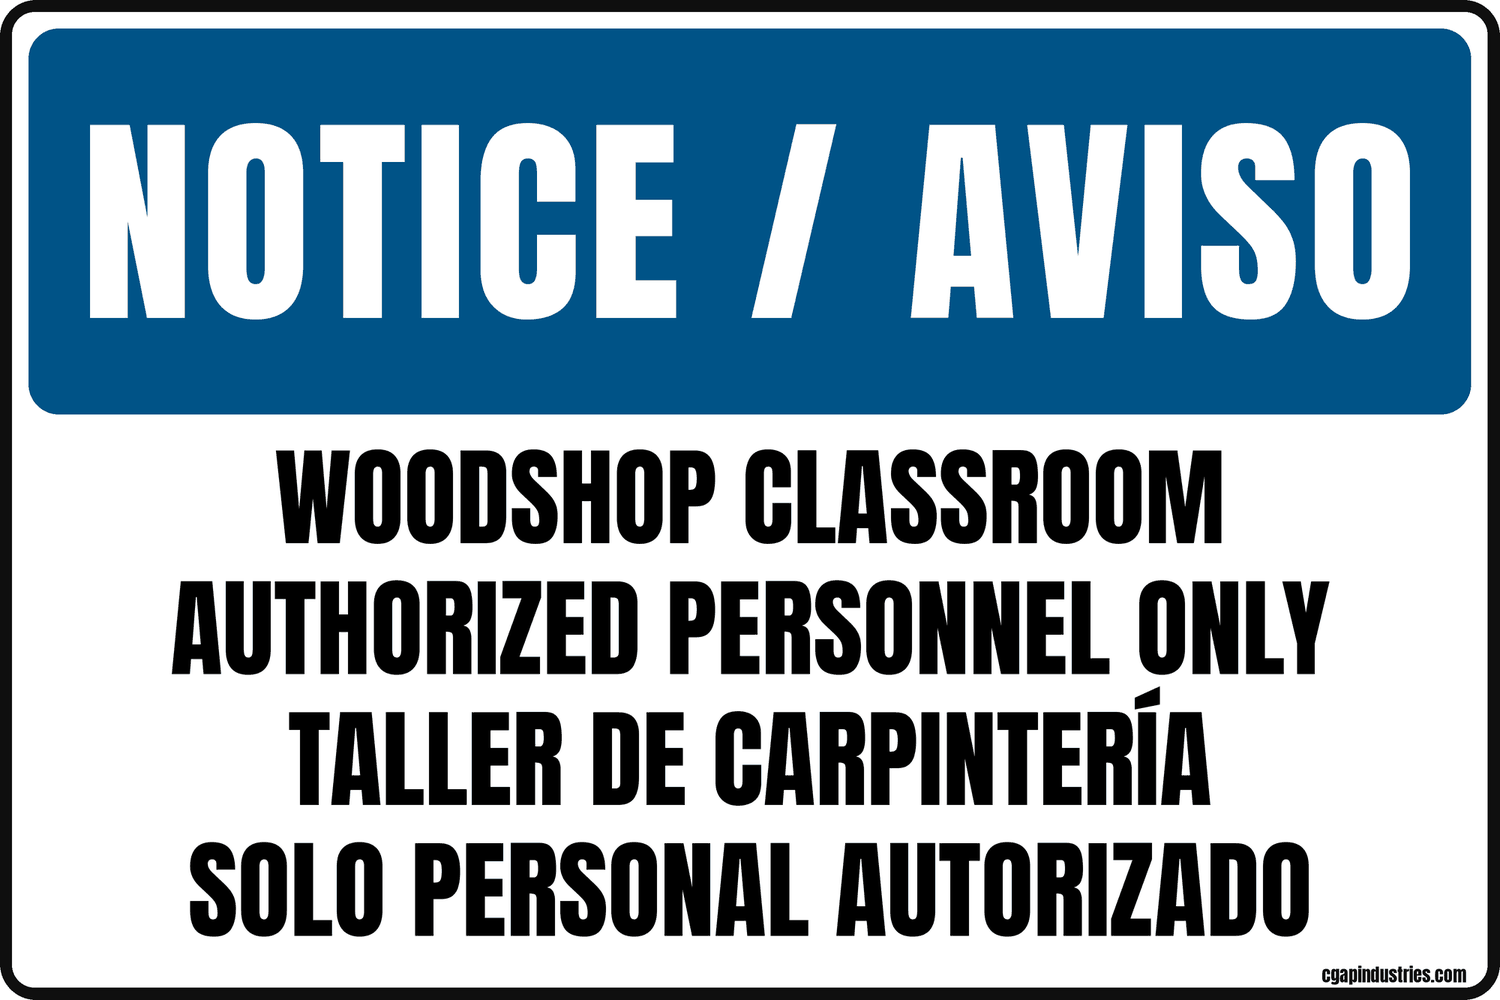 NOTICE / AVISO
WOODSHOP CLASSROOM
AUTHORIZED PERSONNEL ONLY
TALLER DE CARPINTERÍA
SOLO PERSONAL AUTORIZADO
cgapindustries.com